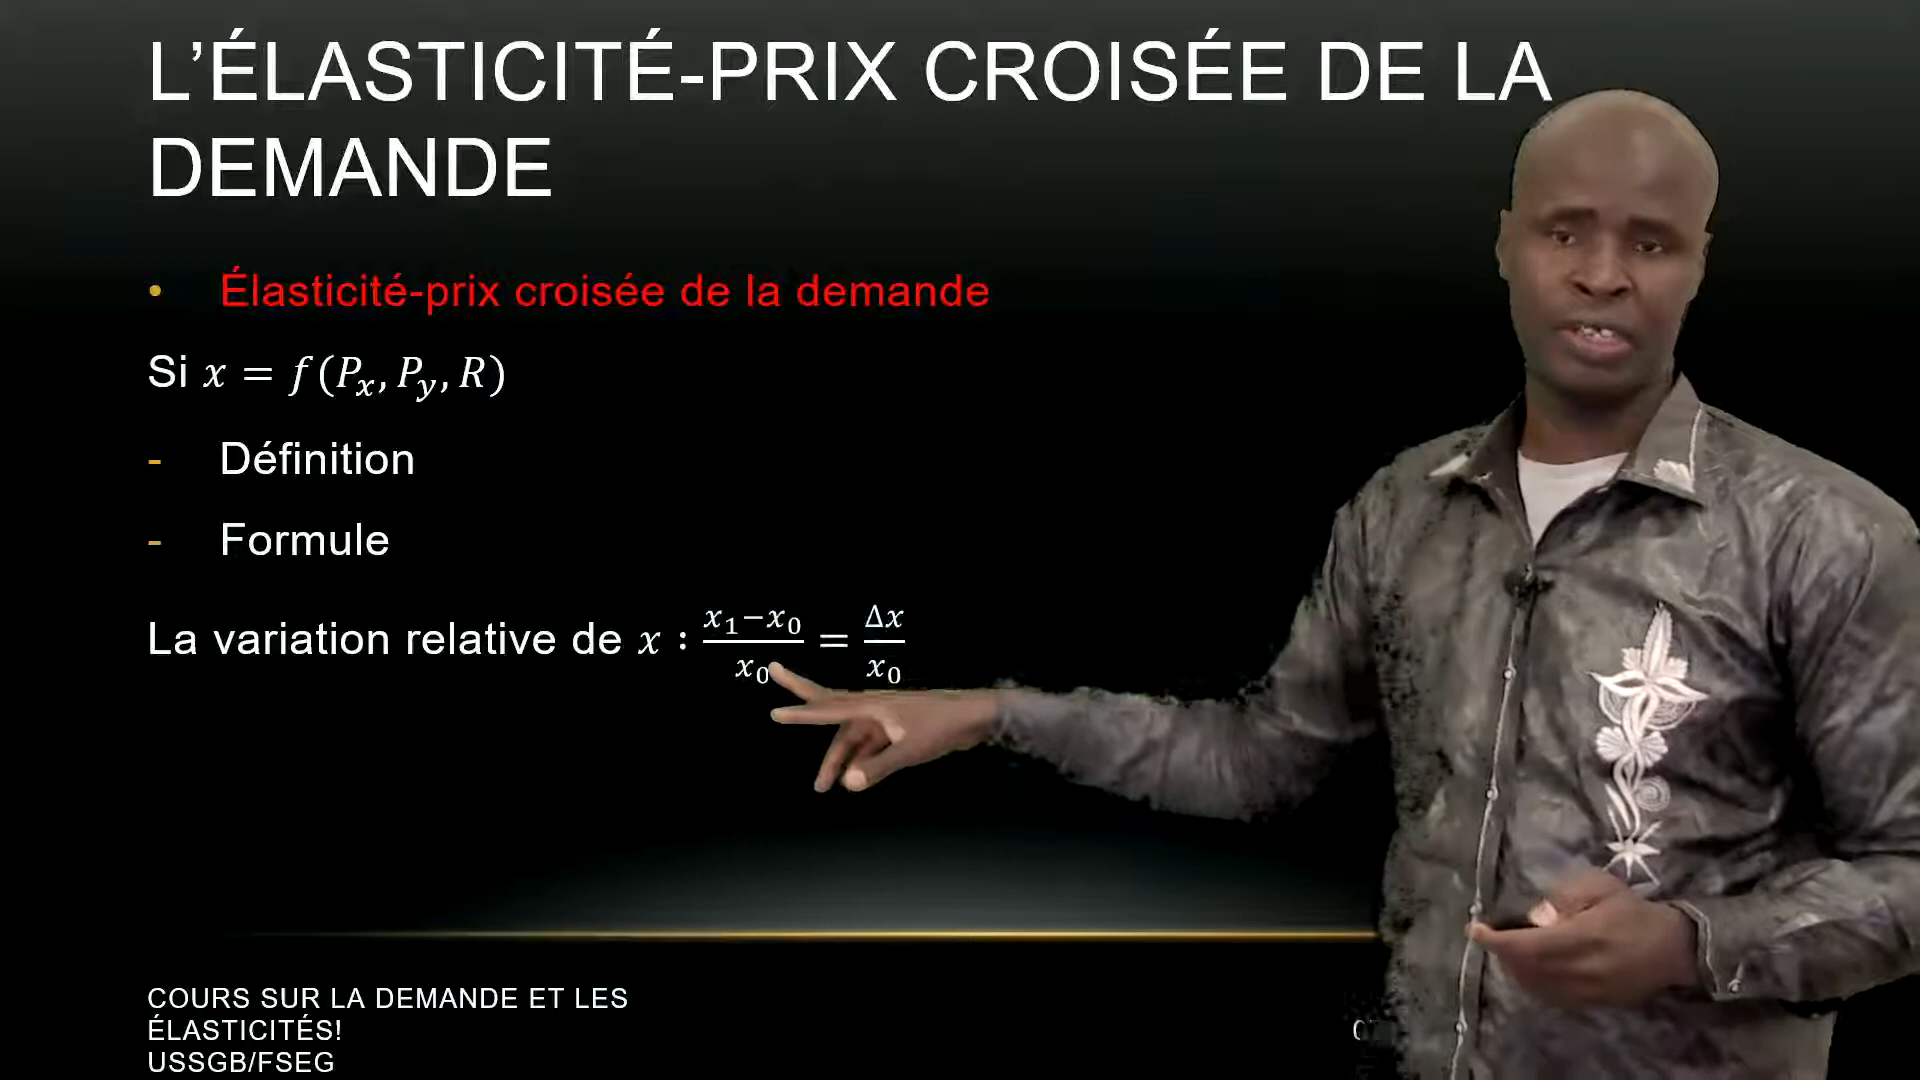 L’ÉLASTICITÉ-PRIX CROISÉE DE LA
DEMANDE
• Élasticité-prix croisée de la demande
Si x = f(Pₓ, P_y, R)
- Définition
- Formule
La variation relative de x : (x₁−x₀)/x₀ = Δx/x₀
COURS SUR LA DEMANDE ET LES
ÉLASTICITÉS!
USSGB/FSEG